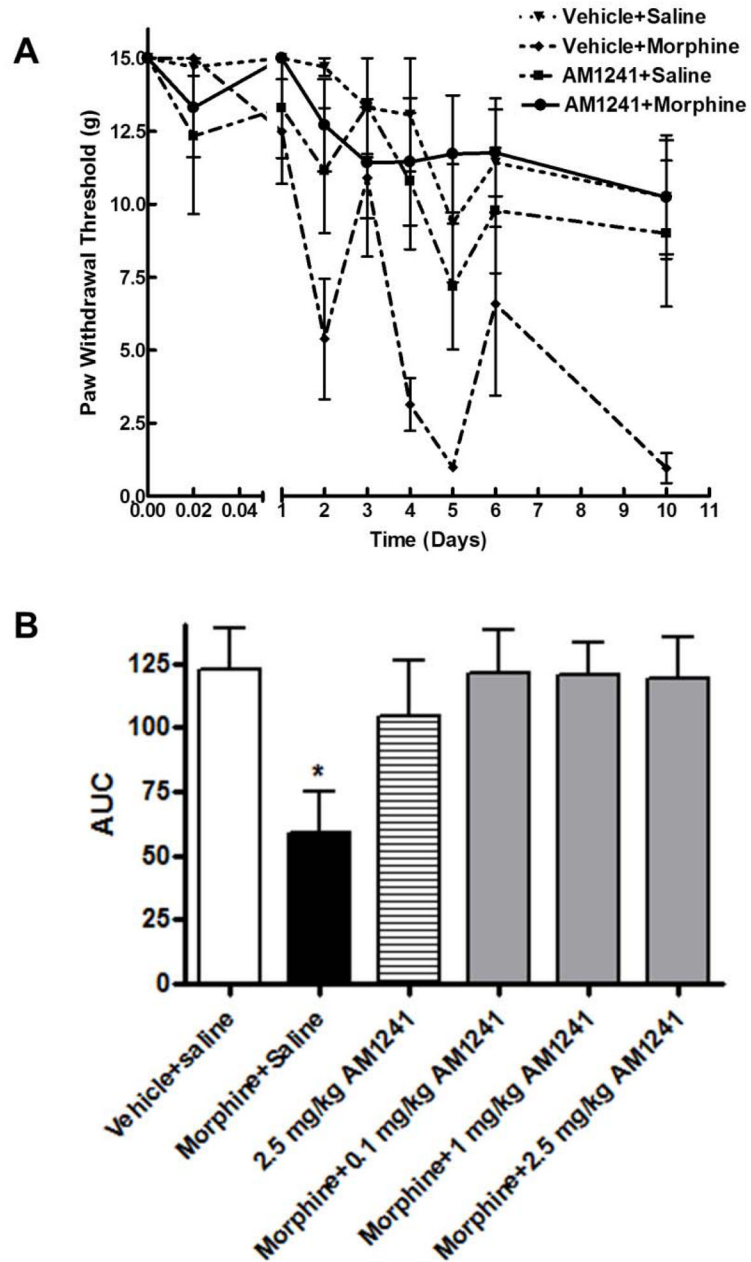 A
Vehicle+Saline
Vehicle+Morphine
AM1241+Saline
AM1241+Morphine
Paw Withdrawal Threshold (g)
15.0
12.5
10.0
7.5
5.0
2.5
0.0
0.00 0.02 0.04 1 2 3 4 5 6 7 8 9 10 11
Time (Days)
B
AUC
125
100
75
50
25
0
*
Vehicle+saline
Morphine+Saline
2.5 mg/kg AM1241
Morphine+0.1 mg/kg AM1241
Morphine+1 mg/kg AM1241
Morphine+2.5 mg/kg AM1241